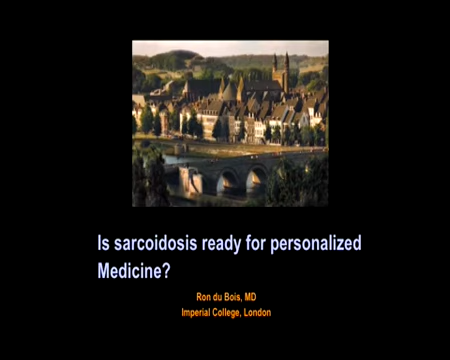 Is sarcoidosis ready for personalized
Medicine?
Ron du Bois, MD
Imperial College, London